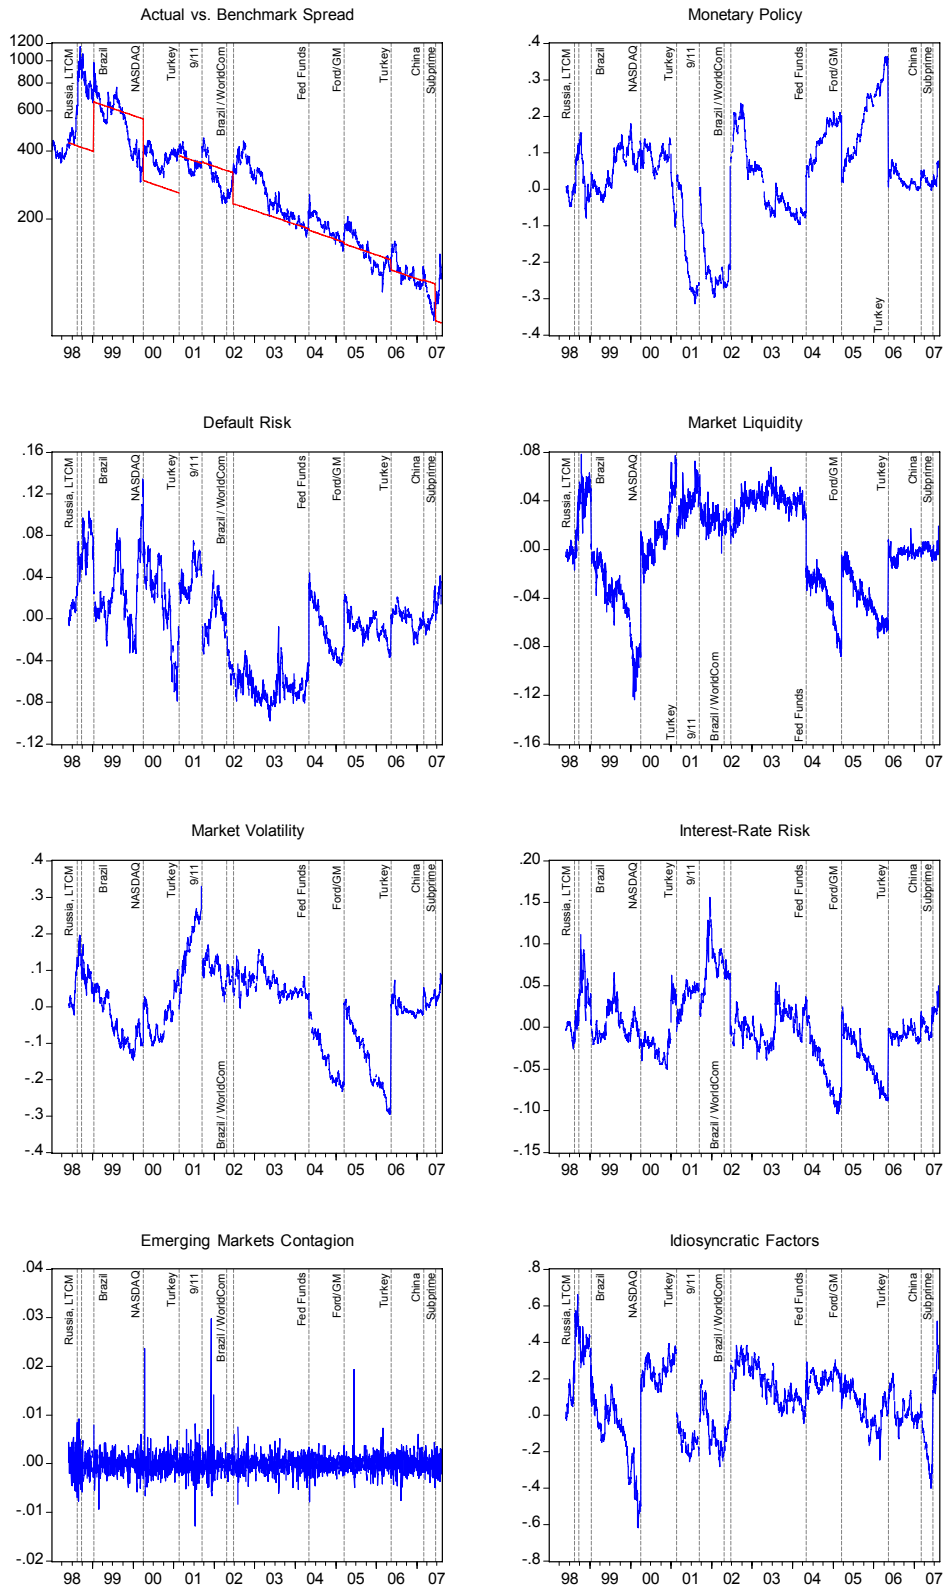 Actual vs. Benchmark Spread
1200
1000
800
600
400
200
Russia, LTCM
Brazil
NASDAQ
Turkey
9/11
Brazil / WorldCom
Fed Funds
Ford/GM
Turkey
China
Subprime
98 99 00 01 02 03 04 05 06 07
Monetary Policy
.4
.3
.2
.1
.0
-.1
-.2
-.3
-.4
Russia, LTCM
Brazil
NASDAQ
Turkey
9/11
Brazil / WorldCom
Fed Funds
Ford/GM
Turkey
China
Subprime
98 99 00 01 02 03 04 05 06 07
Default Risk
.16
.12
.08
.04
.00
-.04
-.08
-.12
Russia, LTCM
Brazil
NASDAQ
Turkey
9/11
Brazil / WorldCom
Fed Funds
Ford/GM
Turkey
China
Subprime
98 99 00 01 02 03 04 05 06 07
Market Liquidity
.08
.04
.00
-.04
-.08
-.12
-.16
Russia, LTCM
Brazil
NASDAQ
Turkey
9/11
Brazil / WorldCom
Fed Funds
Ford/GM
Turkey
China
Subprime
98 99 00 01 02 03 04 05 06 07
Market Volatility
.4
.3
.2
.1
.0
-.1
-.2
-.3
-.4
Russia, LTCM
Brazil
NASDAQ
Turkey
9/11
Brazil / WorldCom
Fed Funds
Ford/GM
Turkey
China
Subprime
98 99 00 01 02 03 04 05 06 07
Interest-Rate Risk
.20
.15
.10
.05
.00
-.05
-.10
-.15
Russia, LTCM
Brazil
NASDAQ
Turkey
9/11
Brazil / WorldCom
Fed Funds
Ford/GM
Turkey
China
Subprime
98 99 00 01 02 03 04 05 06 07
Emerging Markets Contagion
.04
.03
.02
.01
.00
-.01
-.02
Russia, LTCM
Brazil
NASDAQ
Turkey
9/11
Brazil / WorldCom
Fed Funds
Ford/GM
Turkey
China
Subprime
98 99 00 01 02 03 04 05 06 07
Idiosyncratic Factors
.8
.6
.4
.2
.0
-.2
-.4
-.6
-.8
Russia, LTCM
Brazil
NASDAQ
Turkey
9/11
Brazil / WorldCom
Fed Funds
Ford/GM
Turkey
China
Subprime
98 99 00 01 02 03 04 05 06 07